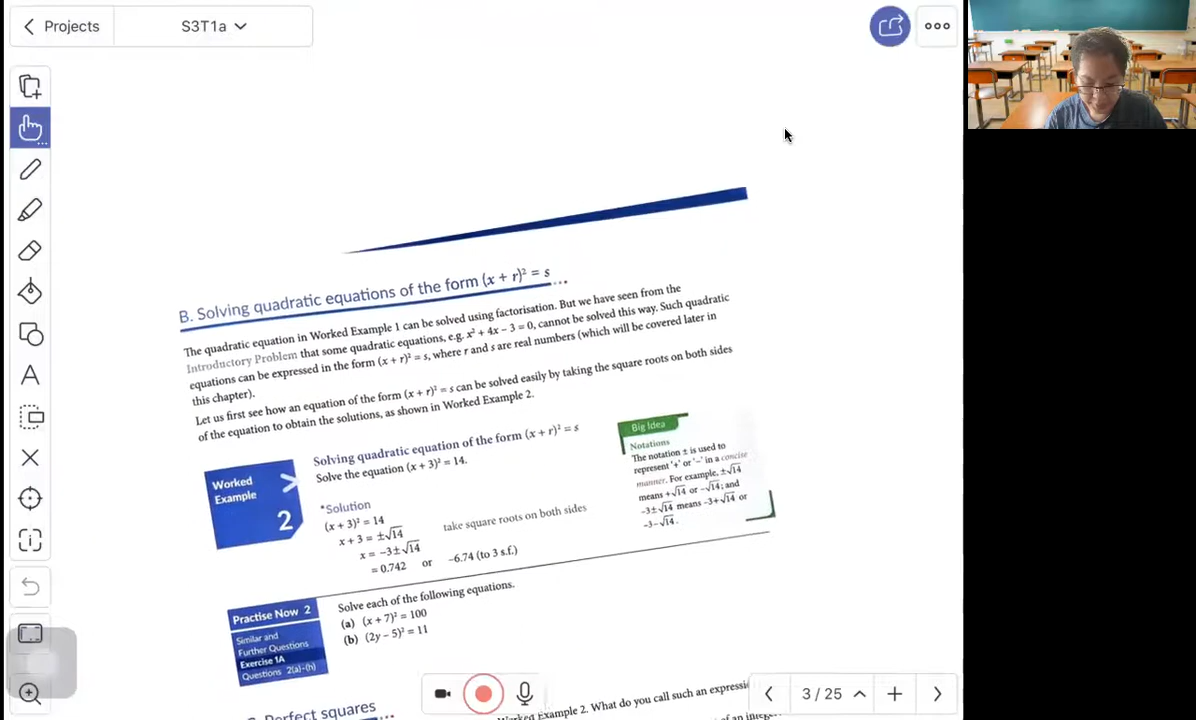 Projects
S3T1a
B. Solving quadratic equations of the form (x + r)² = s
The quadratic equation in Worked Example 1 can be solved using factorisation. But we have seen from the
Introductory Problem that some quadratic equations, e.g. x² + 4x – 3 = 0, cannot be solved this way. Such quadratic
equations can be expressed in the form (x + r)² = s, where r and s are real numbers (which will be covered later in
this chapter).
Let us first see how an equation of the form (x + r)² = s can be solved easily by taking the square roots on both sides
of the equation to obtain the solutions, as shown in Worked Example 2.
Worked
Example
2
Solving quadratic equation of the form (x + r)² = s
Solve the equation (x + 3)² = 14.
*Solution
(x + 3)² = 14
x + 3 = ±√14 take square roots on both sides
x = –3±√14
= 0.742 or –6.74 (to 3 s.f.)
Big Idea
Notations
The notation ± is used to
represent '+' or '–' in a concise
manner. For example, ±√14
means +√14 or –√14; and
–3±√14 means –3+√14 or
–3–√14.
Practise Now 2
Similar and
Further Questions
Exercise 1A
Questions 2(a)-(h)
Solve each of the following equations.
(a) (x + 7)² = 100
(b) (2y – 5)² = 11
Perfect squares
Worked Example 2. What do you call such an
3 / 25